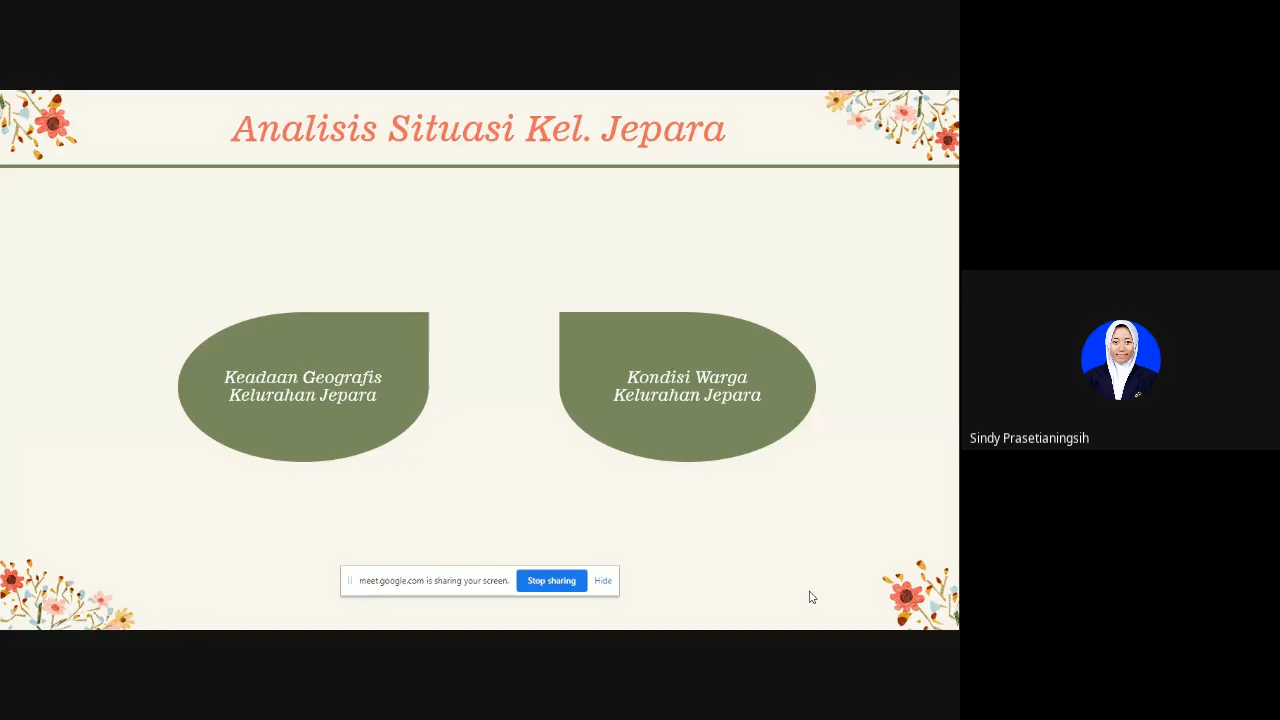 Analisis Situasi Kel. Jepara
Keadaan Geografis
Kelurahan Jepara
Kondisi Warga
Kelurahan Jepara
meet.google.com is sharing your screen. Stop sharing Hide
Sindy Prasetianingsih